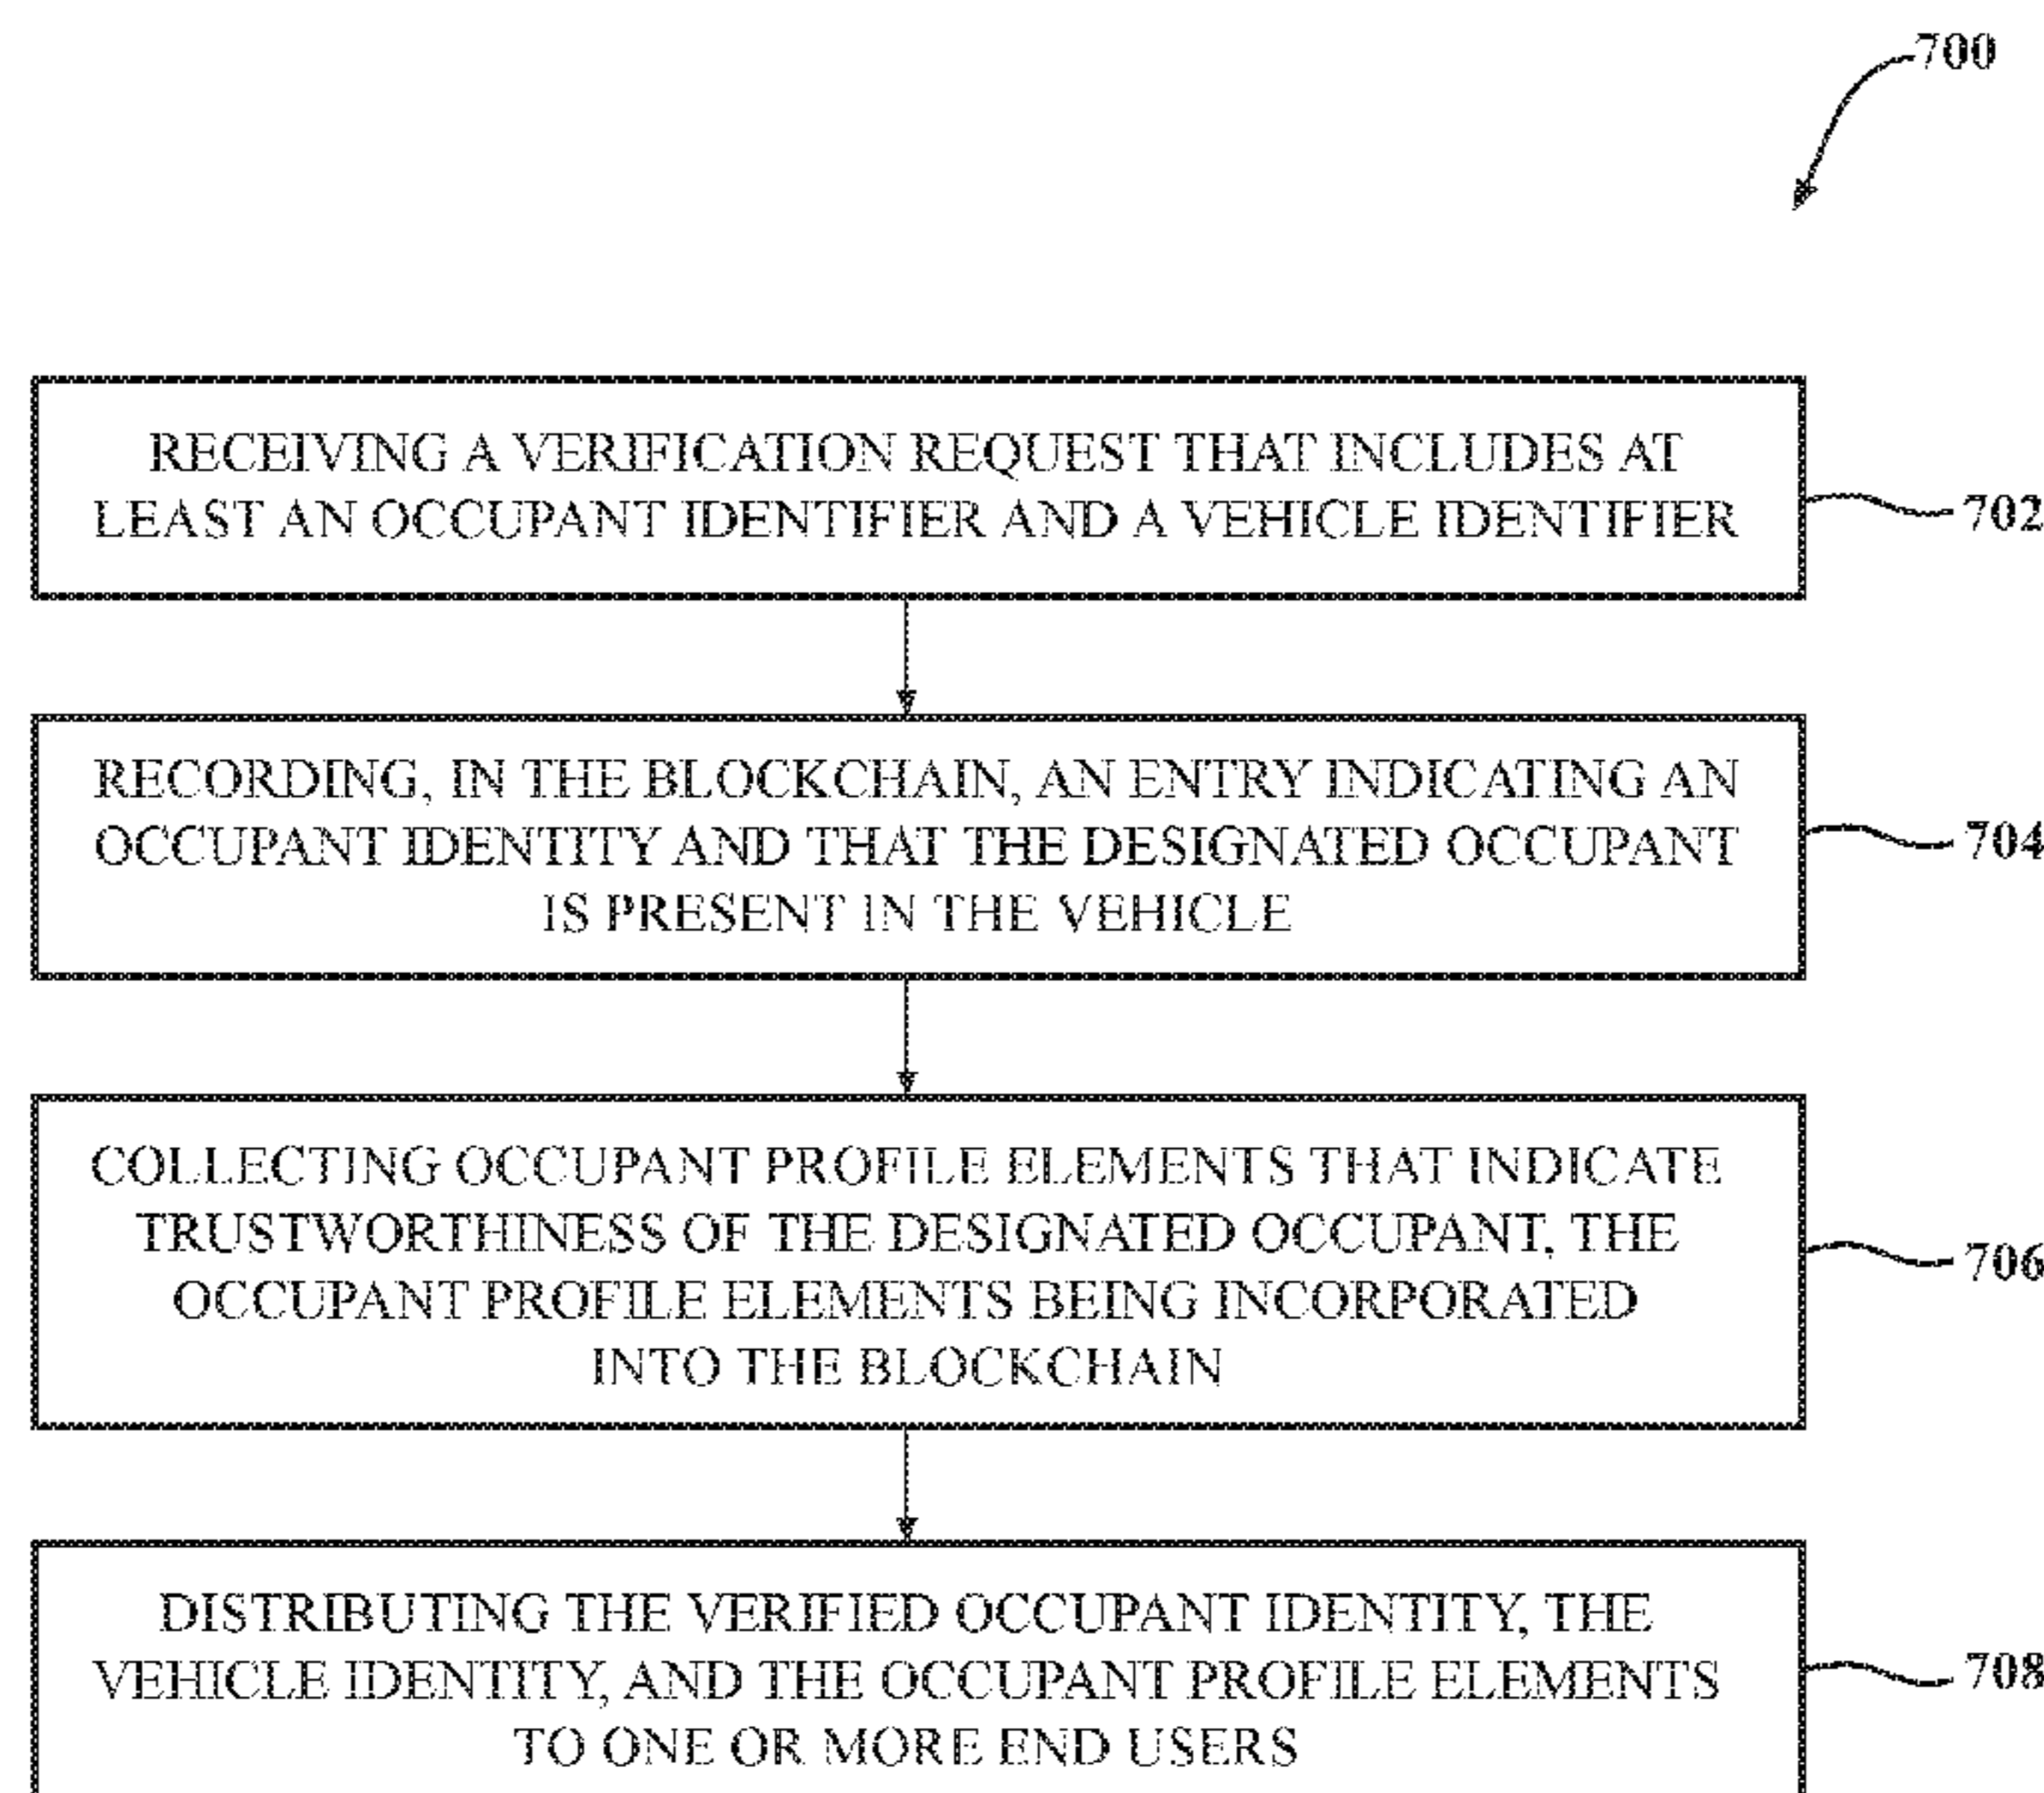 700
RECEIVING A VERIFICATION REQUEST THAT INCLUDES AT
LEAST AN OCCUPANT IDENTIFIER AND A VEHICLE IDENTIFIER
702
RECORDING, IN THE BLOCKCHAIN, AN ENTRY INDICATING AN
OCCUPANT IDENTITY AND THAT THE DESIGNATED OCCUPANT
IS PRESENT IN THE VEHICLE
704
COLLECTING OCCUPANT PROFILE ELEMENTS THAT INDICATE
TRUSTWORTHINESS OF THE DESIGNATED OCCUPANT, THE
OCCUPANT PROFILE ELEMENTS BEING INCORPORATED
INTO THE BLOCKCHAIN
706
DISTRIBUTING THE VERIFIED OCCUPANT IDENTITY, THE
VEHICLE IDENTITY, AND THE OCCUPANT PROFILE ELEMENTS
TO ONE OR MORE END USERS
708